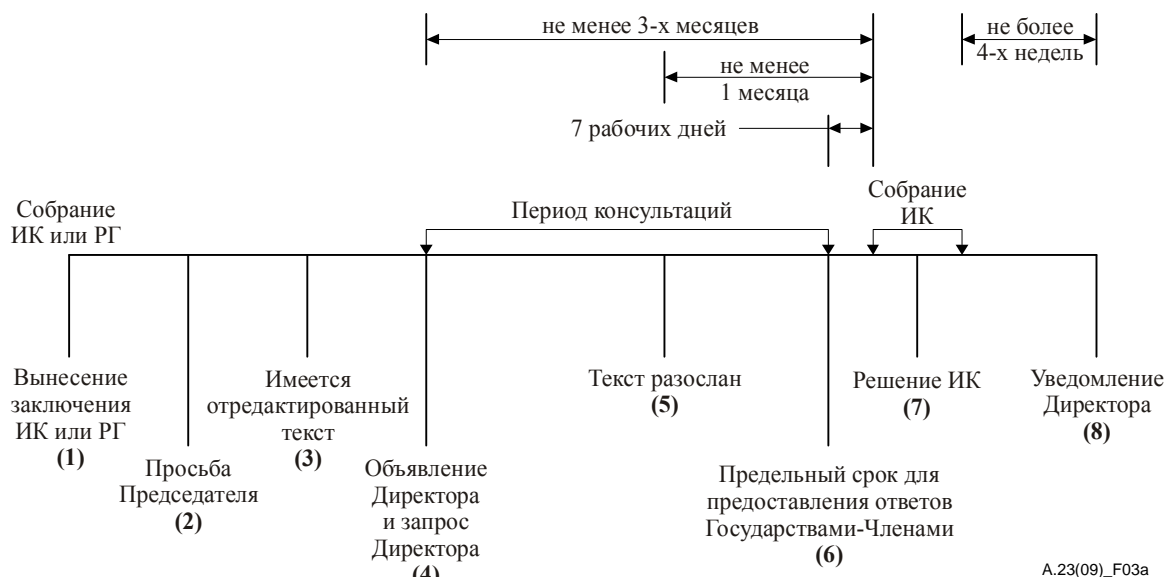 не менее 3-х месяцев
не более
4-х недель
не менее
1 месяца
7 рабочих дней
Собрание
ИК или РГ
Период консультаций
Собрание
ИК
Вынесение
заключения
ИК или РГ
(1)
Просьба
Председателя
(2)
Имеется
отредактированный
текст
(3)
Объявление
Директора
и запрос
Директора
(4)
Текст разослан
(5)
Предельный срок для
предоставления ответов
Государствами-Членами
(6)
Решение ИК
(7)
Уведомление
Директора
(8)
A.23(09)_F03a